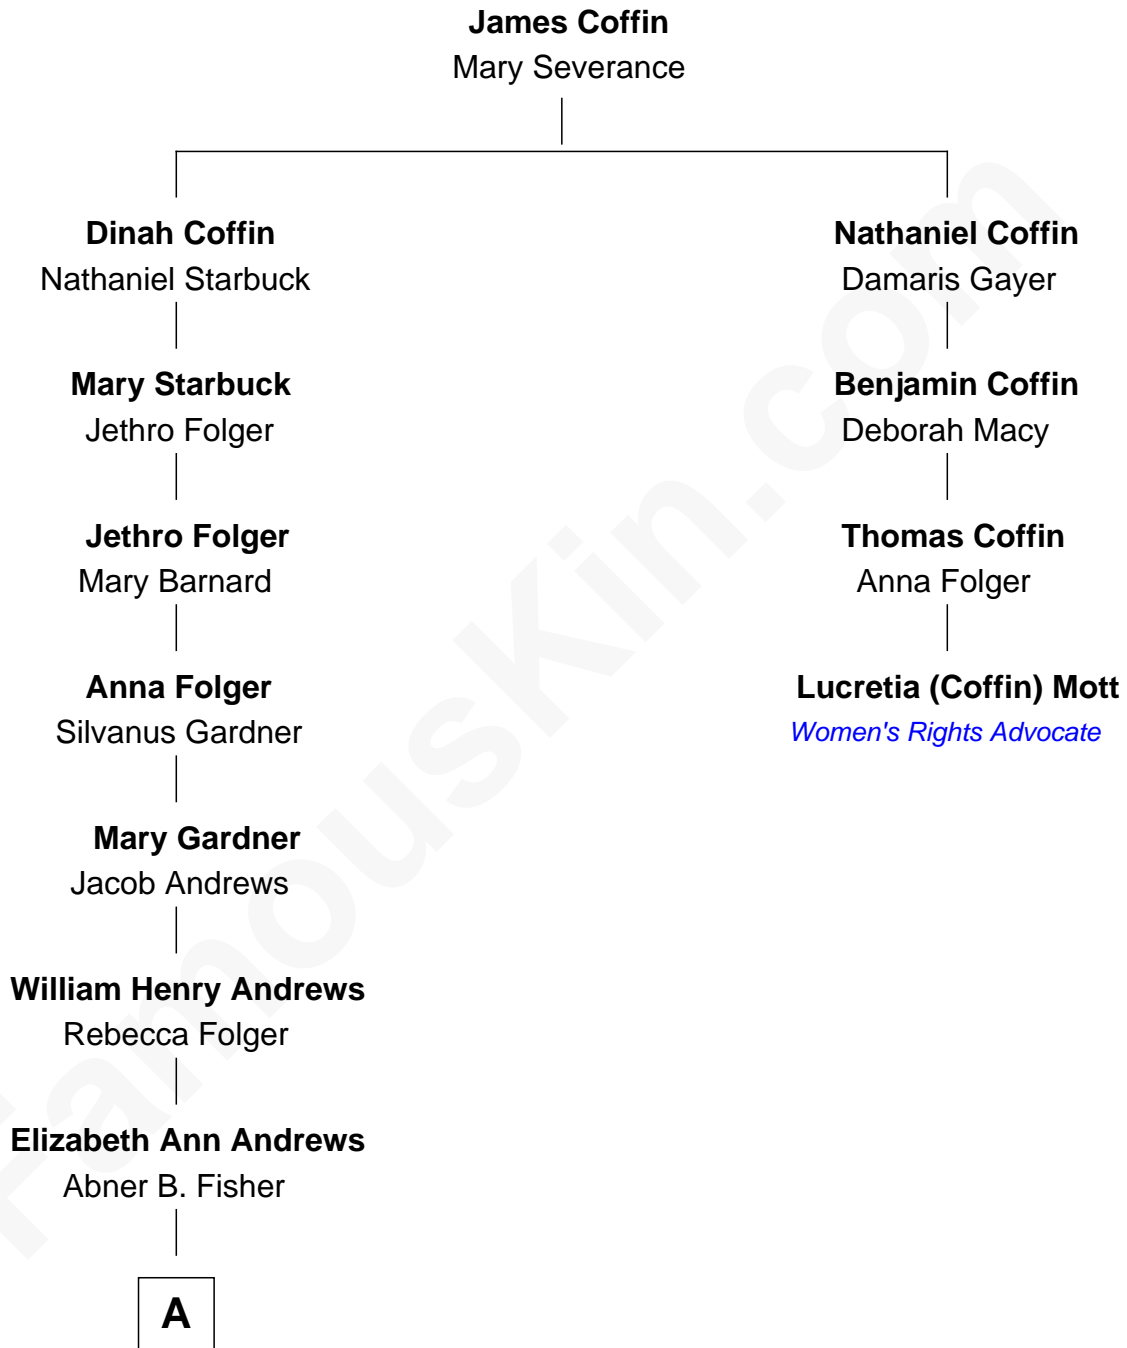 James Coffin
Mary Severance
Dinah Coffin
Nathaniel Starbuck
Nathaniel Coffin
Damaris Gayer
Mary Starbuck
Jethro Folger
Benjamin Coffin
Deborah Macy
Jethro Folger
Mary Barnard
Thomas Coffin
Anna Folger
Anna Folger
Silvanus Gardner
Lucretia (Coffin) Mott
Women's Rights Advocate
Mary Gardner
Jacob Andrews
William Henry Andrews
Rebecca Folger
Elizabeth Ann Andrews
Abner B. Fisher
A
FamousKin.com